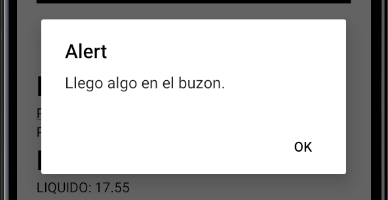 Alert
Llego algo en el buzon.
OK
LIQUIDO: 17.55